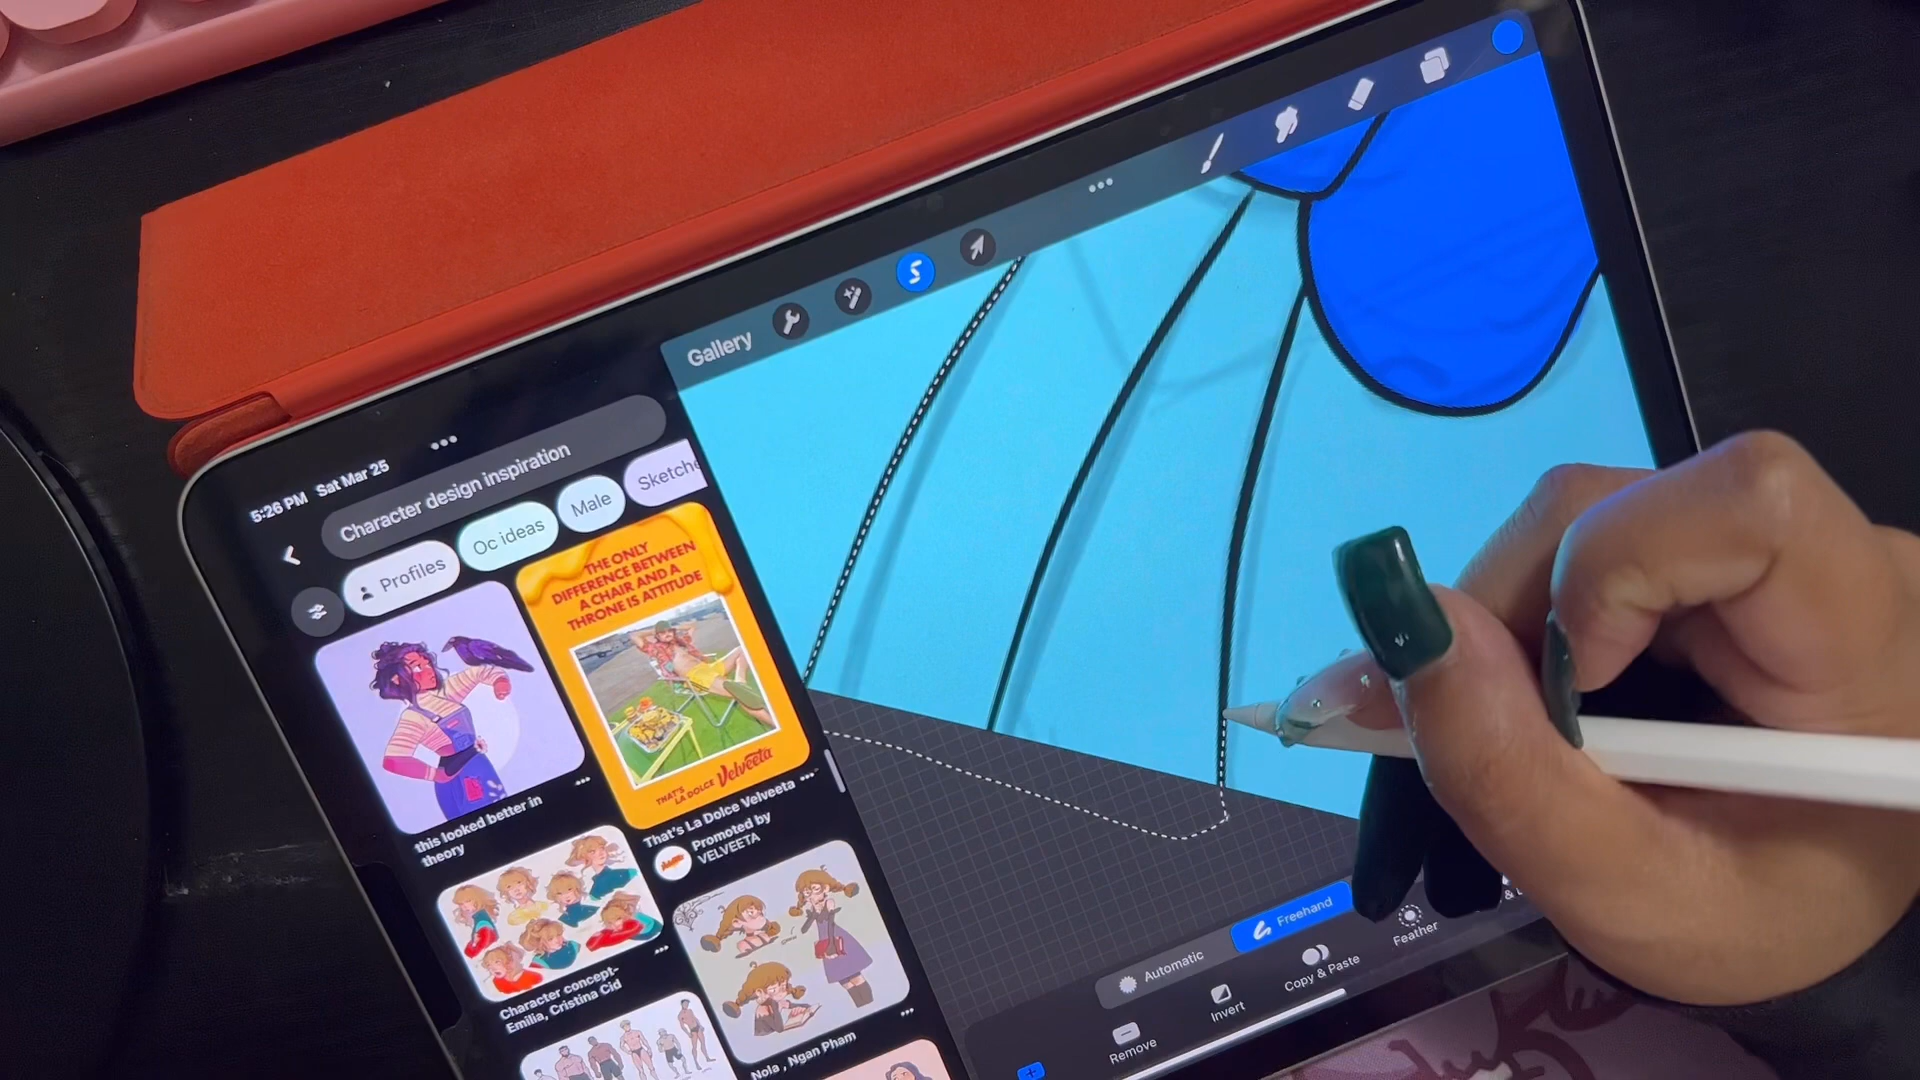 5:26 PM Sat Mar 25
Character design inspiration
Profiles
Oc ideas
Male
Sketche
this looked better in
theory
THE ONLY
DIFFERENCE BETWEEN
A CHAIR AND A
THRONE IS ATTITUDE
THAT'S
LA DOLCE Velveeta
That's La Dolce Velveeta
Promoted by
VELVEETA
Character concept-
Emilia, Cristina Cid
Nola , Ngan Pham
Gallery
Automatic
Freehand
Remove
Invert
Copy & Paste
Feather